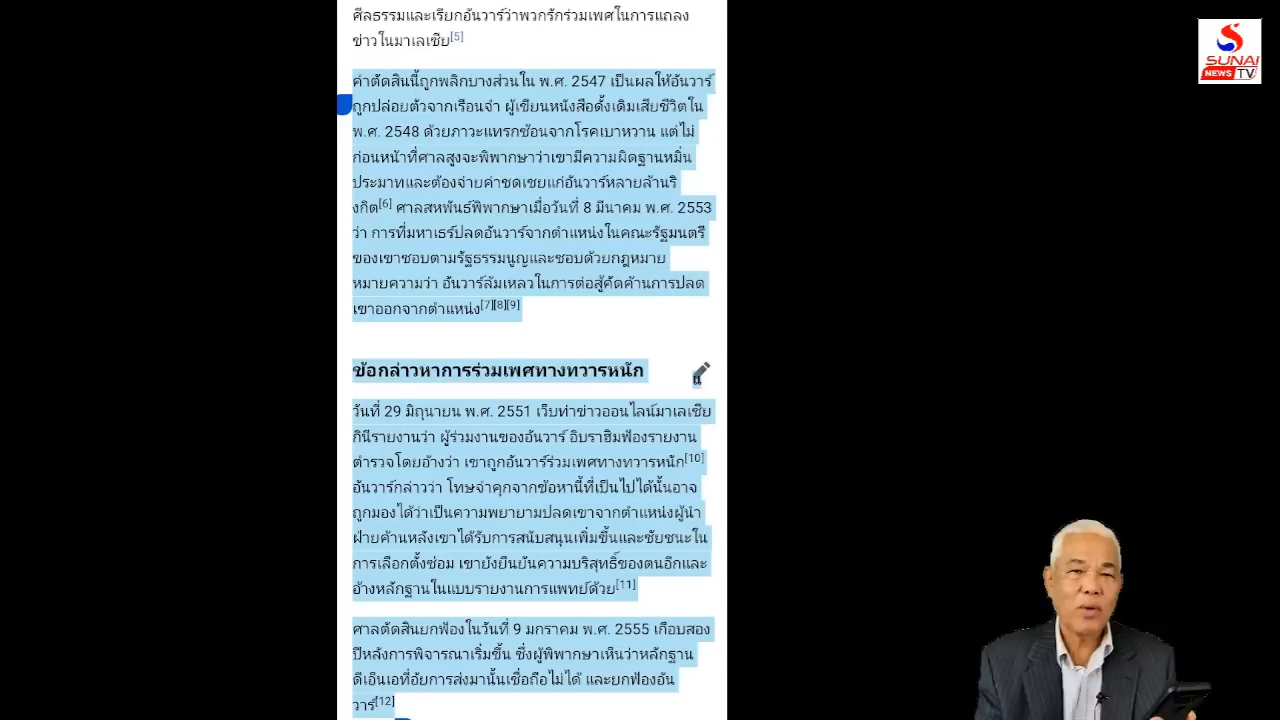 ศีลธรรมและเรียกอันวาร์ว่าพวกรักร่วมเพศในการแถลง
ข่าวในมาเลเซีย[5]
คำตัดสินนี้ถูกพลิกบางส่วนใน พ.ศ. 2547 เป็นผลให้อันวาร์
ถูกปล่อยตัวจากเรือนจำ ผู้เขียนหนังสือดั้งเดิมเสียชีวิตใน
พ.ศ. 2548 ด้วยภาวะแทรกซ้อนจากโรคเบาหวาน แต่ไม่
ก่อนหน้าที่ศาลสูงจะพิพากษาว่าเขามีความผิดฐานหมิ่น
ประมาทและต้องจ่ายค่าชดเชยแก่อันวาร์หลายล้านริ
งกิต[6] ศาลสหพันธ์พิพากษาเมื่อวันที่ 8 มีนาคม พ.ศ. 2553
ว่า การที่มหาเธร์ปลดอันวาร์จากตำแหน่งในคณะรัฐมนตรี
ของเขาชอบตามรัฐธรรมนูญและชอบด้วยกฎหมาย
หมายความว่า อันวาร์ล้มเหลวในการต่อสู้คัดค้านการปลด
เขาออกจากตำแหน่ง[7][8][9]
ข้อกล่าวหาการร่วมเพศทางทวารหนัก
แ
วันที่ 29 มิถุนายน พ.ศ. 2551 เว็บท่าข่าวออนไลน์มาเลเซีย
กินีรายงานว่า ผู้ร่วมงานของอันวาร์ อิบราฮิมฟ้องรายงาน
ตำรวจโดยอ้างว่า เขาถูกอันวาร์ร่วมเพศทางทวารหนัก[10]
อันวาร์กล่าวว่า โทษจำคุกจากข้อหานี้ที่เป็นไปได้นั้นอาจ
ถูกมองได้ว่าเป็นความพยายามปลดเขาจากตำแหน่งผู้นำ
ฝ่ายค้านหลังเขาได้รับการสนับสนุนเพิ่มขึ้นและชัยชนะใน
การเลือกตั้งซ่อม เขายังยืนยันความบริสุทธิ์ของตนอีกและ
อ้างหลักฐานในแบบรายงานการแพทย์ด้วย[11]
ศาลตัดสินยกฟ้องในวันที่ 9 มกราคม พ.ศ. 2555 เกือบสอง
ปีหลังการพิจารณาเริ่มขึ้น ซึ่งผู้พิพากษาเห็นว่าหลักฐาน
ดีเอ็นเอที่อัยการส่งมานั้นเชื่อถือไม่ได้ และยกฟ้องอัน
วาร์[12]
SUNAI
NEWS TV